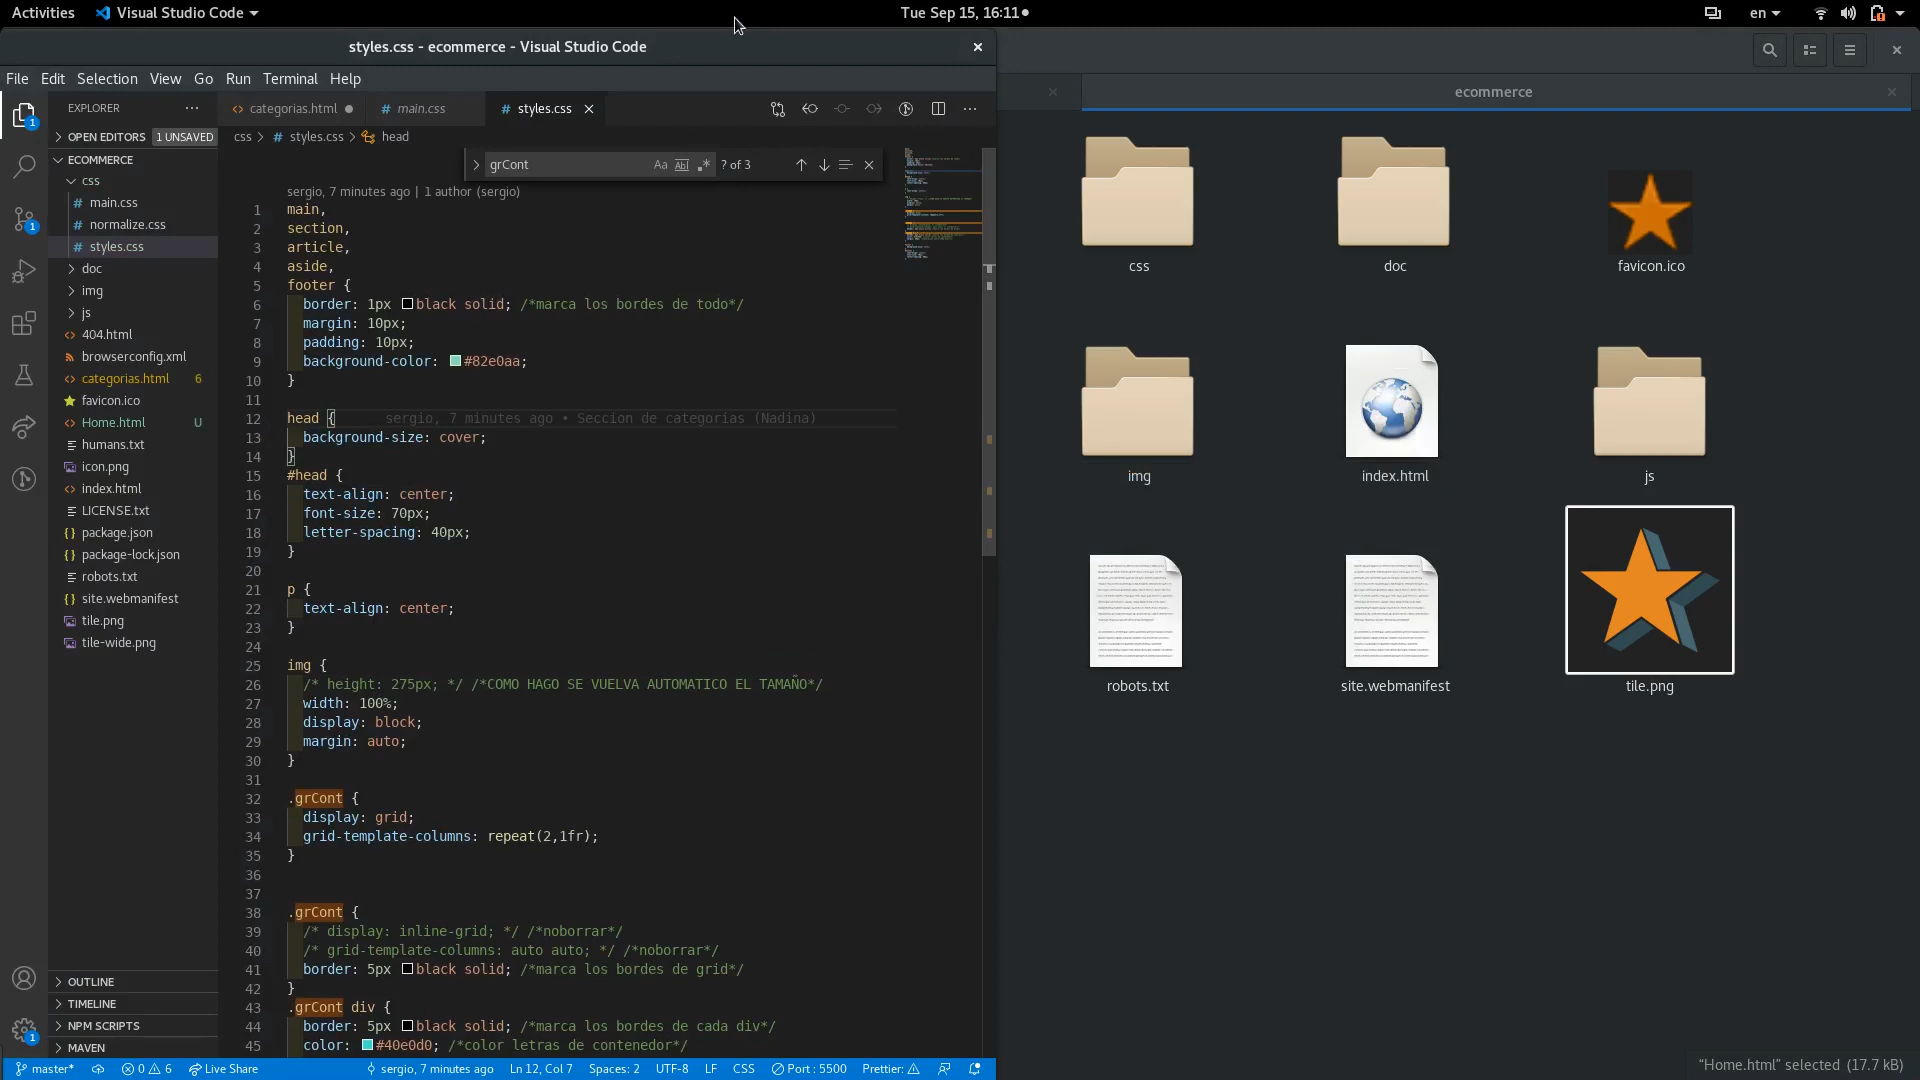 Activities
Visual Studio Code
Tue Sep 15, 16:11
en
styles.css - ecommerce - Visual Studio Code
File Edit Selection View Go Run Terminal Help
EXPLORER
OPEN EDITORS 1 UNSAVED
ECOMMERCE
css
main.css
normalize.css
styles.css
doc
img
js
404.html
browserconfig.xml
categorias.html 6
favicon.ico
Home.html U
humans.txt
icon.png
index.html
LICENSE.txt
package.json
package-lock.json
robots.txt
site.webmanifest
tile.png
tile-wide.png
OUTLINE
TIMELINE
NPM SCRIPTS
MAVEN
categorias.html
main.css
styles.css
css > styles.css > head
grCont
Aa Abl .* ? of 3
sergio, 7 minutes ago | 1 author (sergio)
1 main,
2 section,
3 article,
4 aside,
5 footer {
6 border: 1px black solid; /*marca los bordes de todo*/
7 margin: 10px;
8 padding: 10px;
9 background-color: #82e0aa;
10 }
11
12 head { sergio, 7 minutes ago • Seccion de categorias (Nadina)
13 background-size: cover;
14 }
15 #head {
16 text-align: center;
17 font-size: 70px;
18 letter-spacing: 40px;
19 }
20
21 p {
22 text-align: center;
23 }
24
25 img {
26 /* height: 275px; */ /*COMO HAGO SE VUELVA AUTOMATICO EL TAMAÑO*/
27 width: 100%;
28 display: block;
29 margin: auto;
30 }
31
32 .grCont {
33 display: grid;
34 grid-template-columns: repeat(2,1fr);
35 }
36
37
38 .grCont {
39 /* display: inline-grid; */ /*noborrar*/
40 /* grid-template-columns: auto auto; */ /*noborrar*/
41 border: 5px black solid; /*marca los bordes de grid*/
42 }
43 .grCont div {
44 border: 5px black solid; /*marca los bordes de cada div*/
45 color: #40e0d0; /*color letras de contenedor*/
master* 0 6 Live Share sergio, 7 minutes ago Ln 12, Col 7 Spaces: 2 UTF-8 LF CSS Port : 5500 Prettier:
ecommerce
css
doc
favicon.ico
img
index.html
js
robots.txt
site.webmanifest
tile.png
“Home.html” selected (17.7 kB)